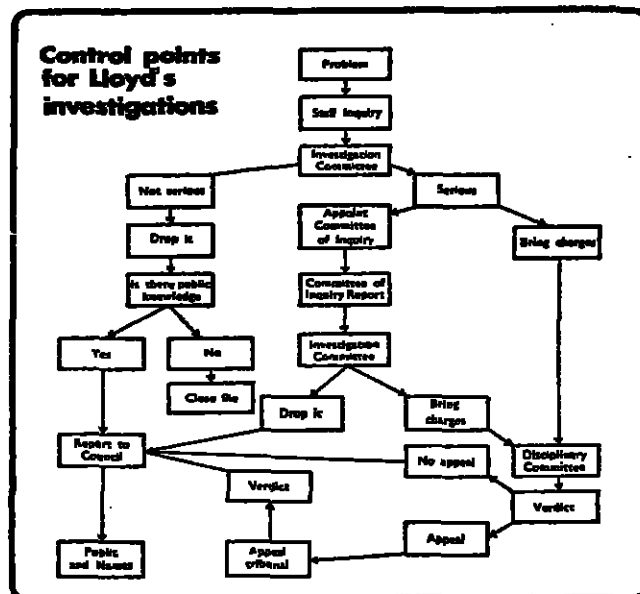 Control points
for Lloyd's
investigations
Problem
Staff Inquiry
Investigation
Committee
Not serious
Serious
Appoint
Committee
of Inquiry
Drop it
Bring charges
Is there public
knowledge
Committee of
Inquiry Report
Yes
No
Investigation
Committee
Close file
Drop it
Bring
charges
Report to
Council
No appeal
Disciplinary
Committee
Verdict
Verdict
Appeal
Public
and Names
Appeal
tribunal